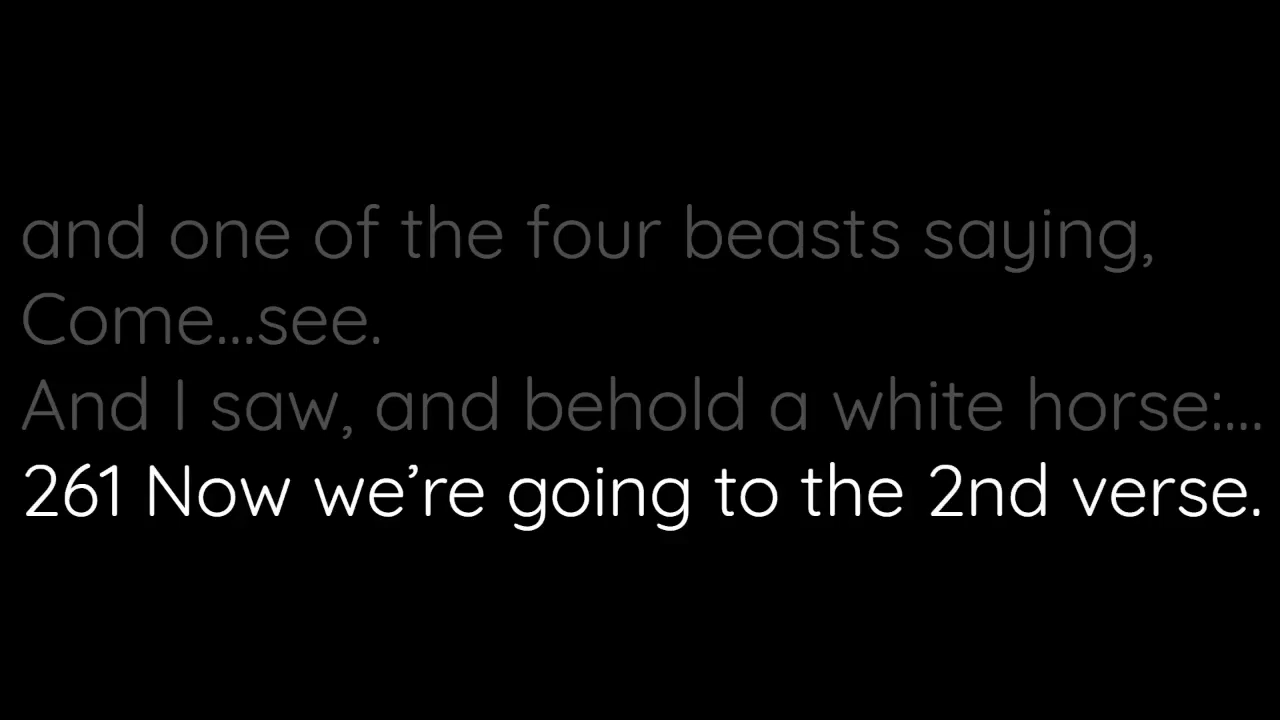 and one of the four beasts saying,
Come...see.
And I saw, and behold a white horse:...
261 Now we’re going to the 2nd verse.